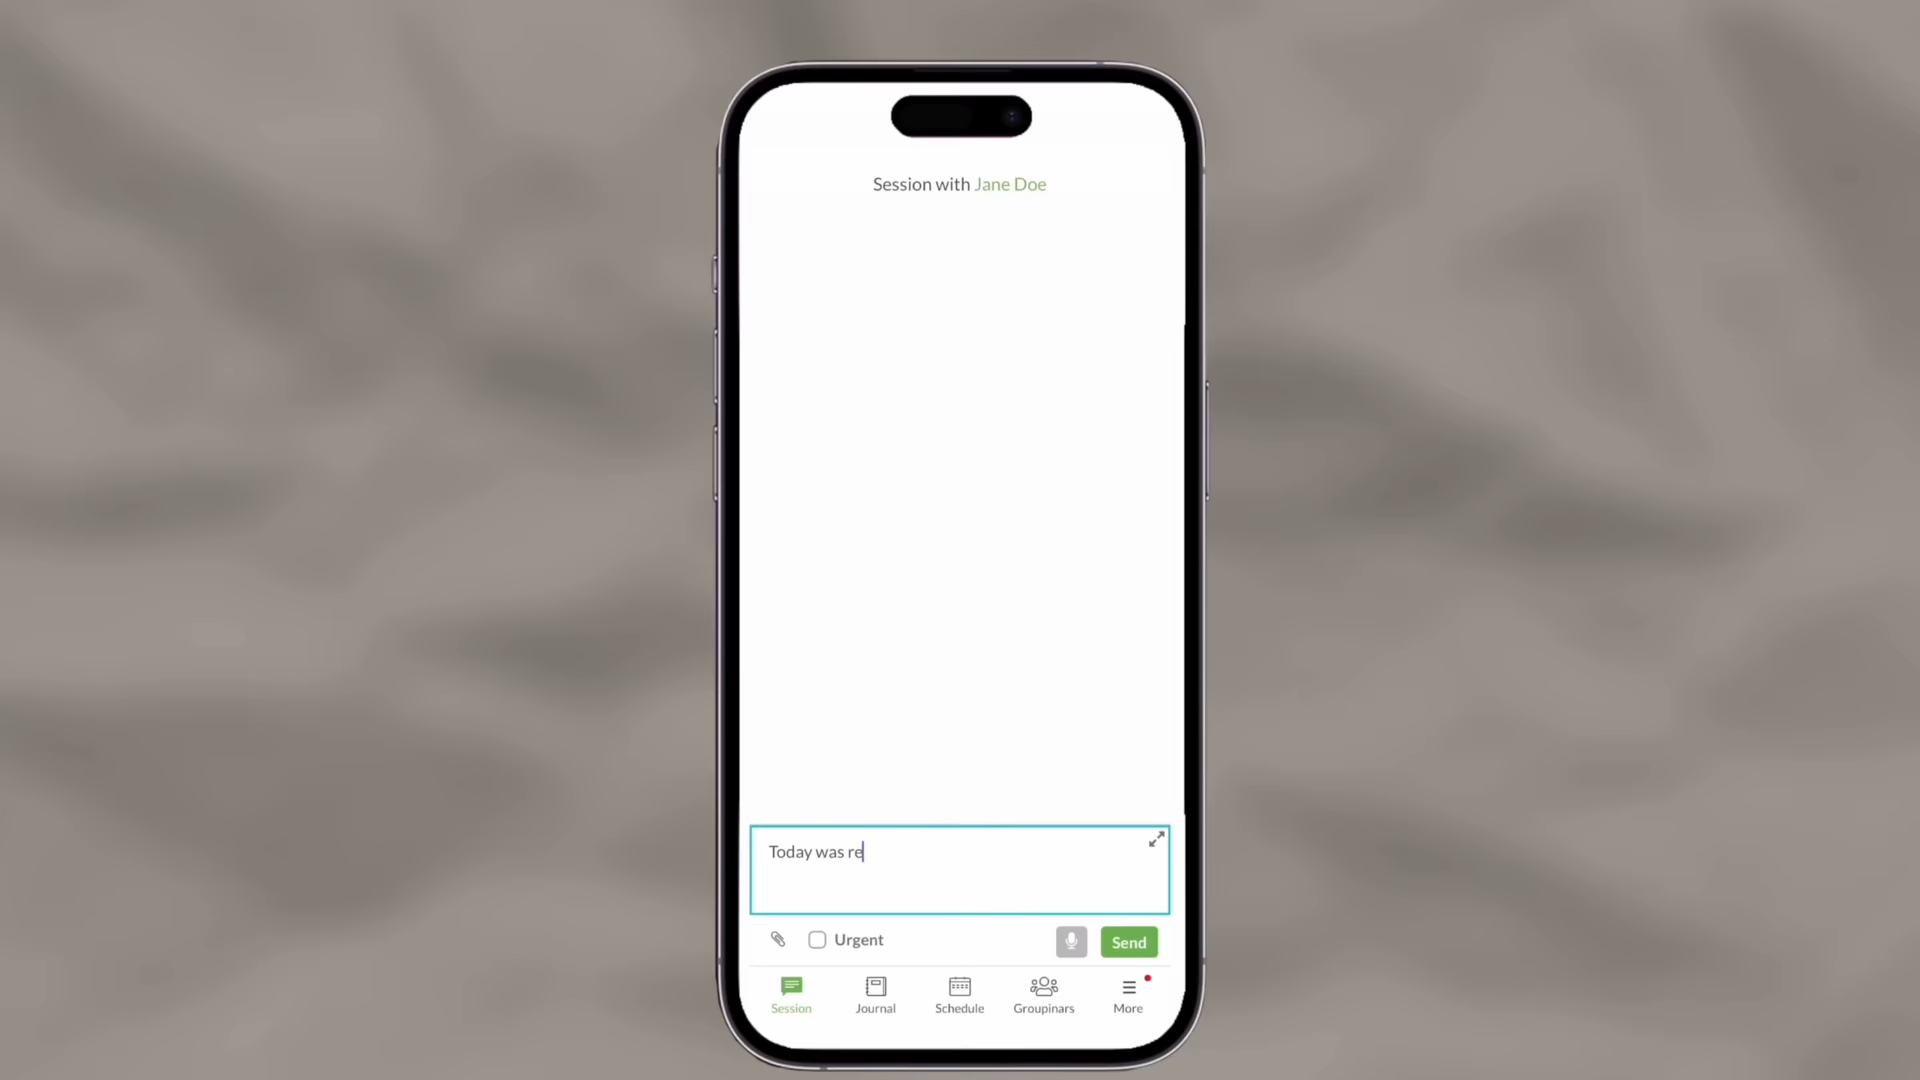 Session with Jane Doe
Today was re
Urgent
Send
Session
Journal
Schedule
Groupinars
More